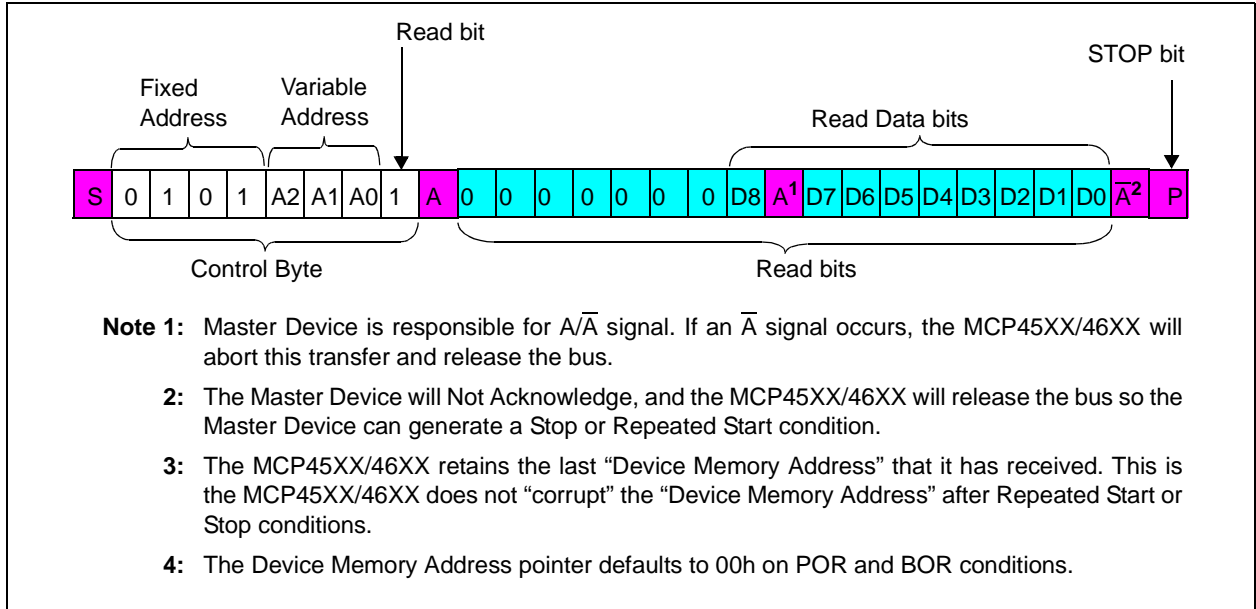 Read bit
STOP bit
Fixed
Address
Variable
Address
Read Data bits
S 0 1 0 1 A2 A1 A0 1 A 0 0 0 0 0 0 0 D8 A¹ D7 D6 D5 D4 D3 D2 D1 D0 A̅² P
Control Byte
Read bits
Note 1: Master Device is responsible for A/A̅ signal. If an A̅ signal occurs, the MCP45XX/46XX will
abort this transfer and release the bus.
2: The Master Device will Not Acknowledge, and the MCP45XX/46XX will release the bus so the
Master Device can generate a Stop or Repeated Start condition.
3: The MCP45XX/46XX retains the last “Device Memory Address” that it has received. This is
the MCP45XX/46XX does not “corrupt” the “Device Memory Address” after Repeated Start or
Stop conditions.
4: The Device Memory Address pointer defaults to 00h on POR and BOR conditions.